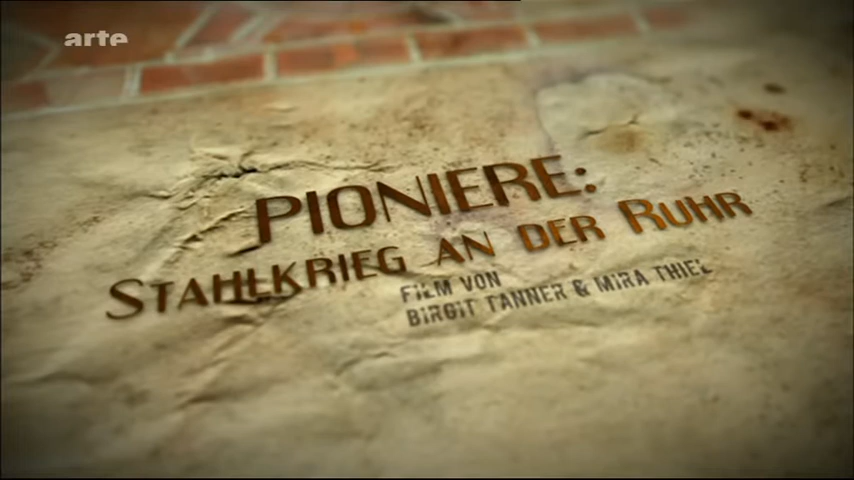 arte
PIONIERE:
STAHLKRIEG AN DER RUHR
FILM VON
BIRGIT TANNER & MIRA THIEL